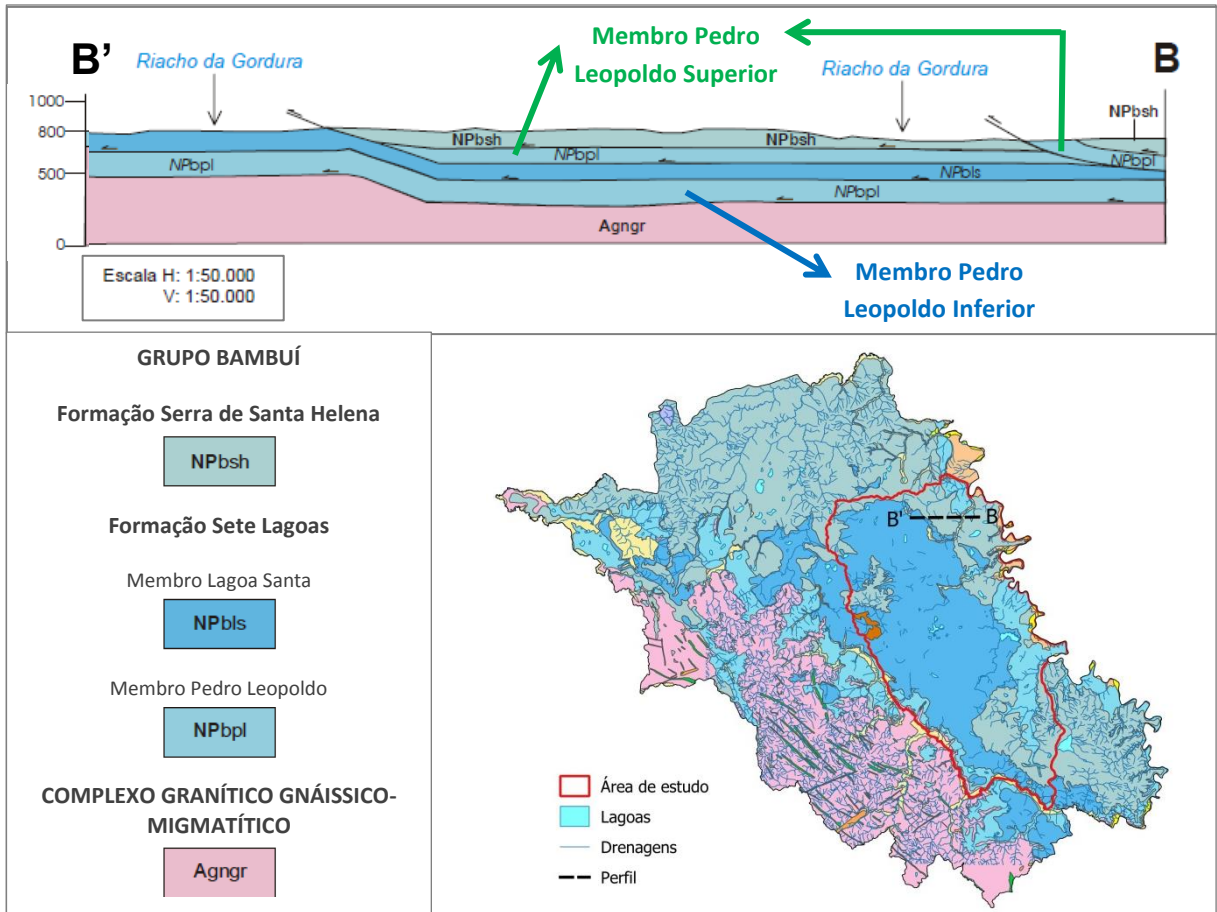 B'
Riacho da Gordura
Membro Pedro
Leopoldo Superior
Riacho da Gordura
B
1000
800
500
0
NPbsh
NPbsh
NPbsh
NPbpl
NPbpl
NPbpl
NPbls
NPbpl
Agngr
Membro Pedro
Leopoldo Inferior
Escala H: 1:50.000
V: 1:50.000
GRUPO BAMBUÍ
Formação Serra de Santa Helena
NPbsh
Formação Sete Lagoas
Membro Lagoa Santa
NPbls
Membro Pedro Leopoldo
NPbpl
COMPLEXO GRANÍTICO GNÁISSICO-
MIGMATÍTICO
Agngr
B' B
Área de estudo
Lagoas
Drenagens
Perfil